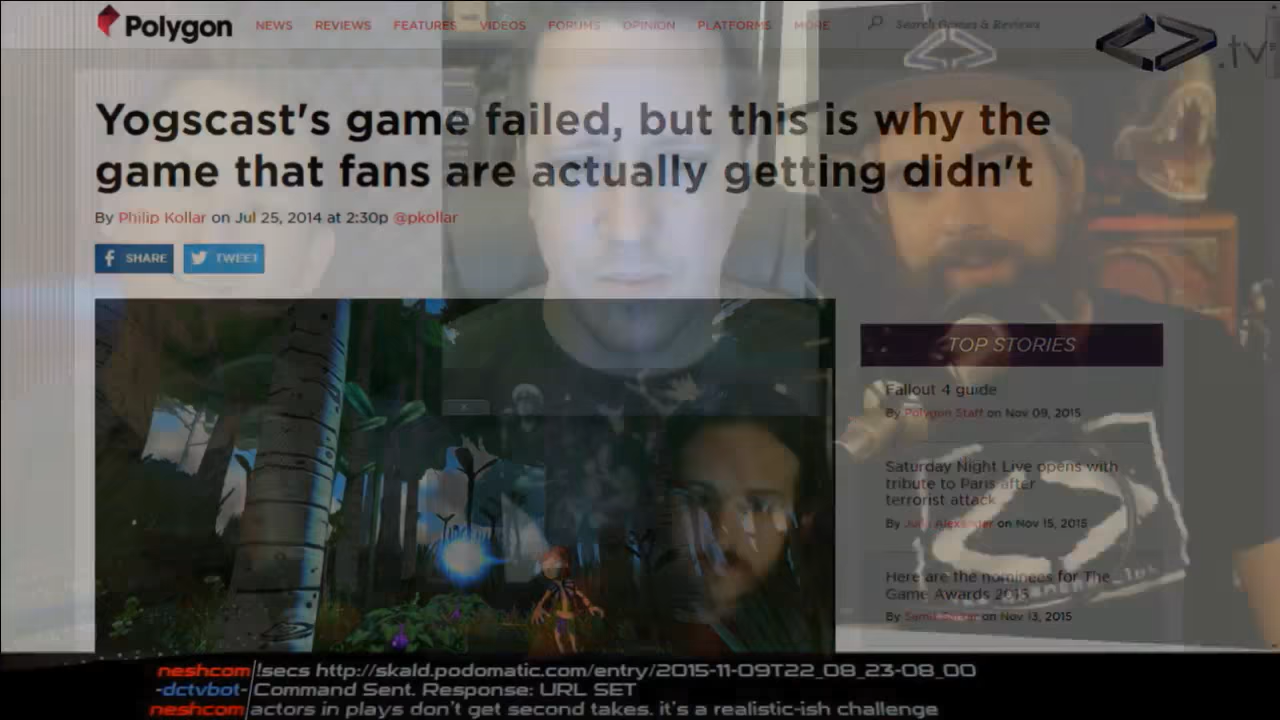 Polygon NEWS REVIEWS FEATURES VIDEOS FORUMS OPINION PLATFORMS MORE Search Games & Reviews
.tv
Yogscast's game failed, but this is why the
game that fans are actually getting didn't
By Philip Kollar on Jul 25, 2014 at 2:30p @pkollar
SHARE TWEET
TOP STORIES
Fallout 4 guide
By Polygon Staff on Nov 09, 2015
Saturday Night Live opens with
tribute to Paris after
terrorist attack
By Julia Alexander on Nov 15, 2015
Here are the nominees for The
Game Awards 2015
By on Nov 13, 2015
neshcom !secs http://skald.podomatic.com/entry/2015-11-09T22_08_23-08_00
-dctvbot- Command Sent. Response: URL SET
neshcom actors in plays don't get second takes. it's a realistic-ish challenge